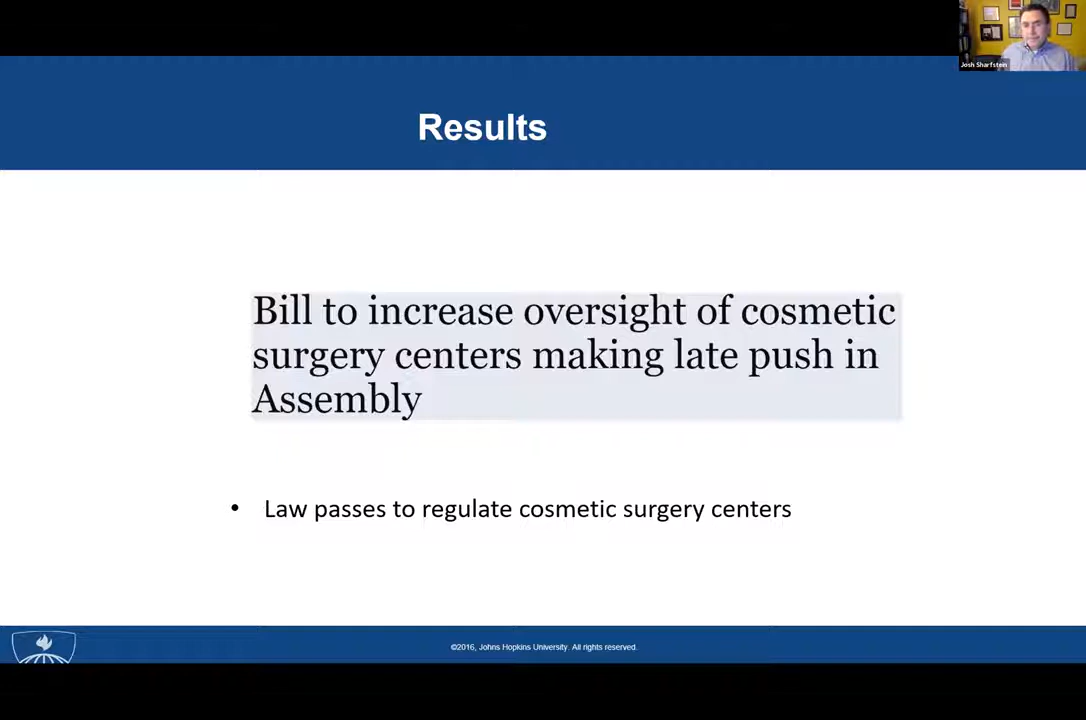 Josh Sharfstein
Results
Bill to increase oversight of cosmetic
surgery centers making late push in
Assembly
• Law passes to regulate cosmetic surgery centers
©2016, Johns Hopkins University. All rights reserved.